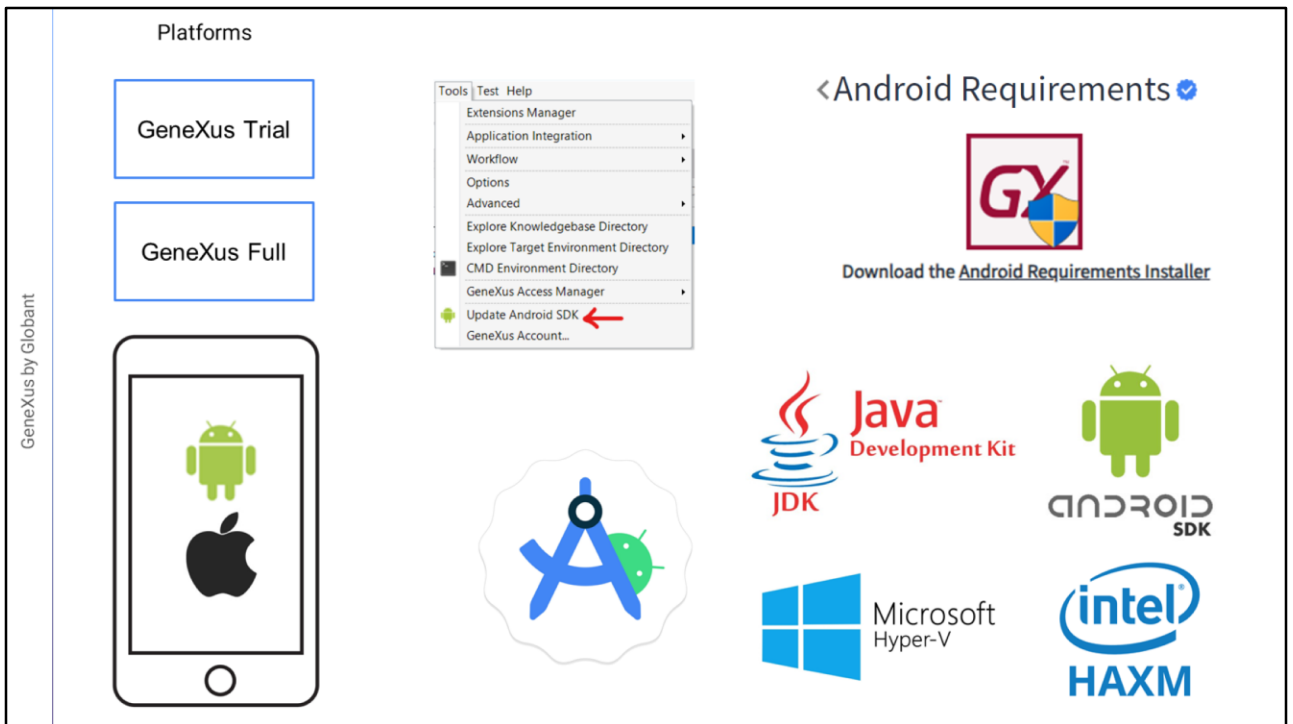 Platforms
GeneXus Trial
GeneXus Full
GeneXus by Globant
Tools Test Help
Extensions Manager
Application Integration
Workflow
Options
Advanced
Explore Knowledgebase Directory
Explore Target Environment Directory
CMD Environment Directory
GeneXus Access Manager
Update Android SDK
GeneXus Account...
<Android Requirements
GX™
Download the Android Requirements Installer
Java™
Development Kit
JDK
ANDROID
SDK
Microsoft
Hyper-V
intel®
HAXM